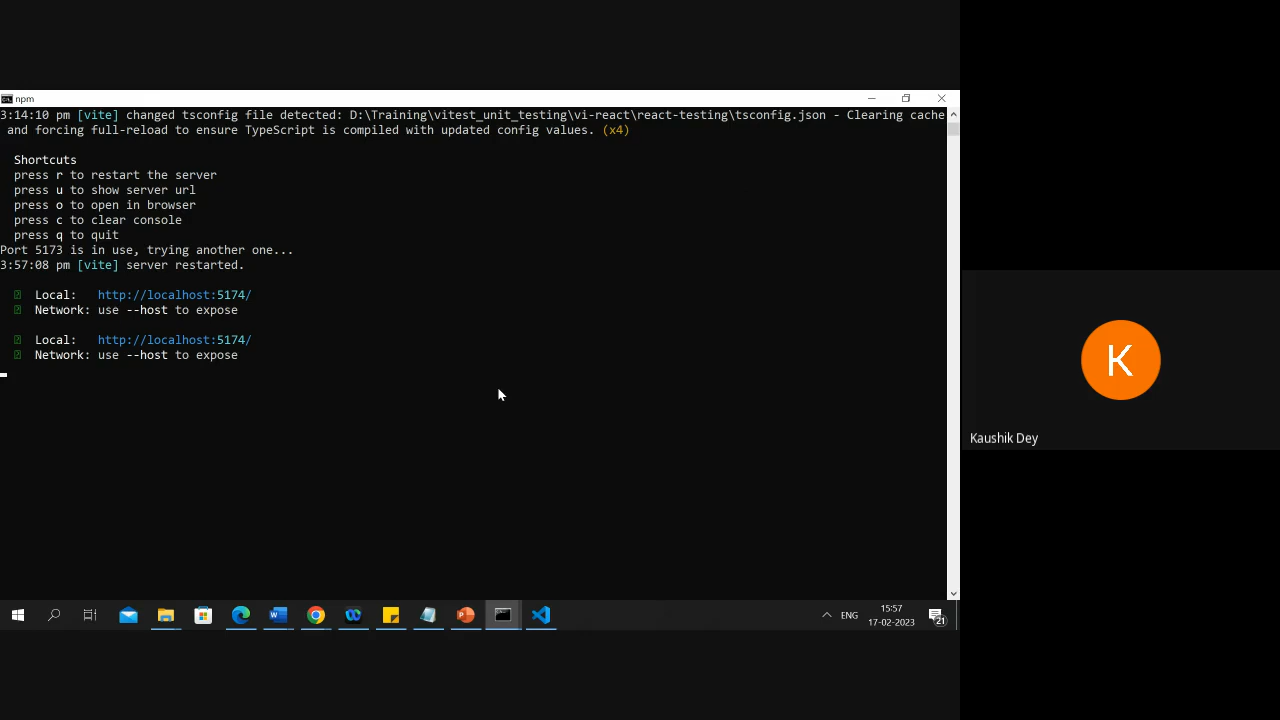 npm
3:14:10 pm [vite] changed tsconfig file detected: D:\Training\vitest_unit_testing\vi-react\react-testing\tsconfig.json - Clearing cache
and forcing full-reload to ensure TypeScript is compiled with updated config values. (x4)
Shortcuts
press r to restart the server
press u to show server url
press o to open in browser
press c to clear console
press q to quit
Port 5173 is in use, trying another one...
3:57:08 pm [vite] server restarted.
Local: http://localhost:5174/
Network: use --host to expose
Local: http://localhost:5174/
Network: use --host to expose
K
Kaushik Dey
ENG
15:57
17-02-2023
21